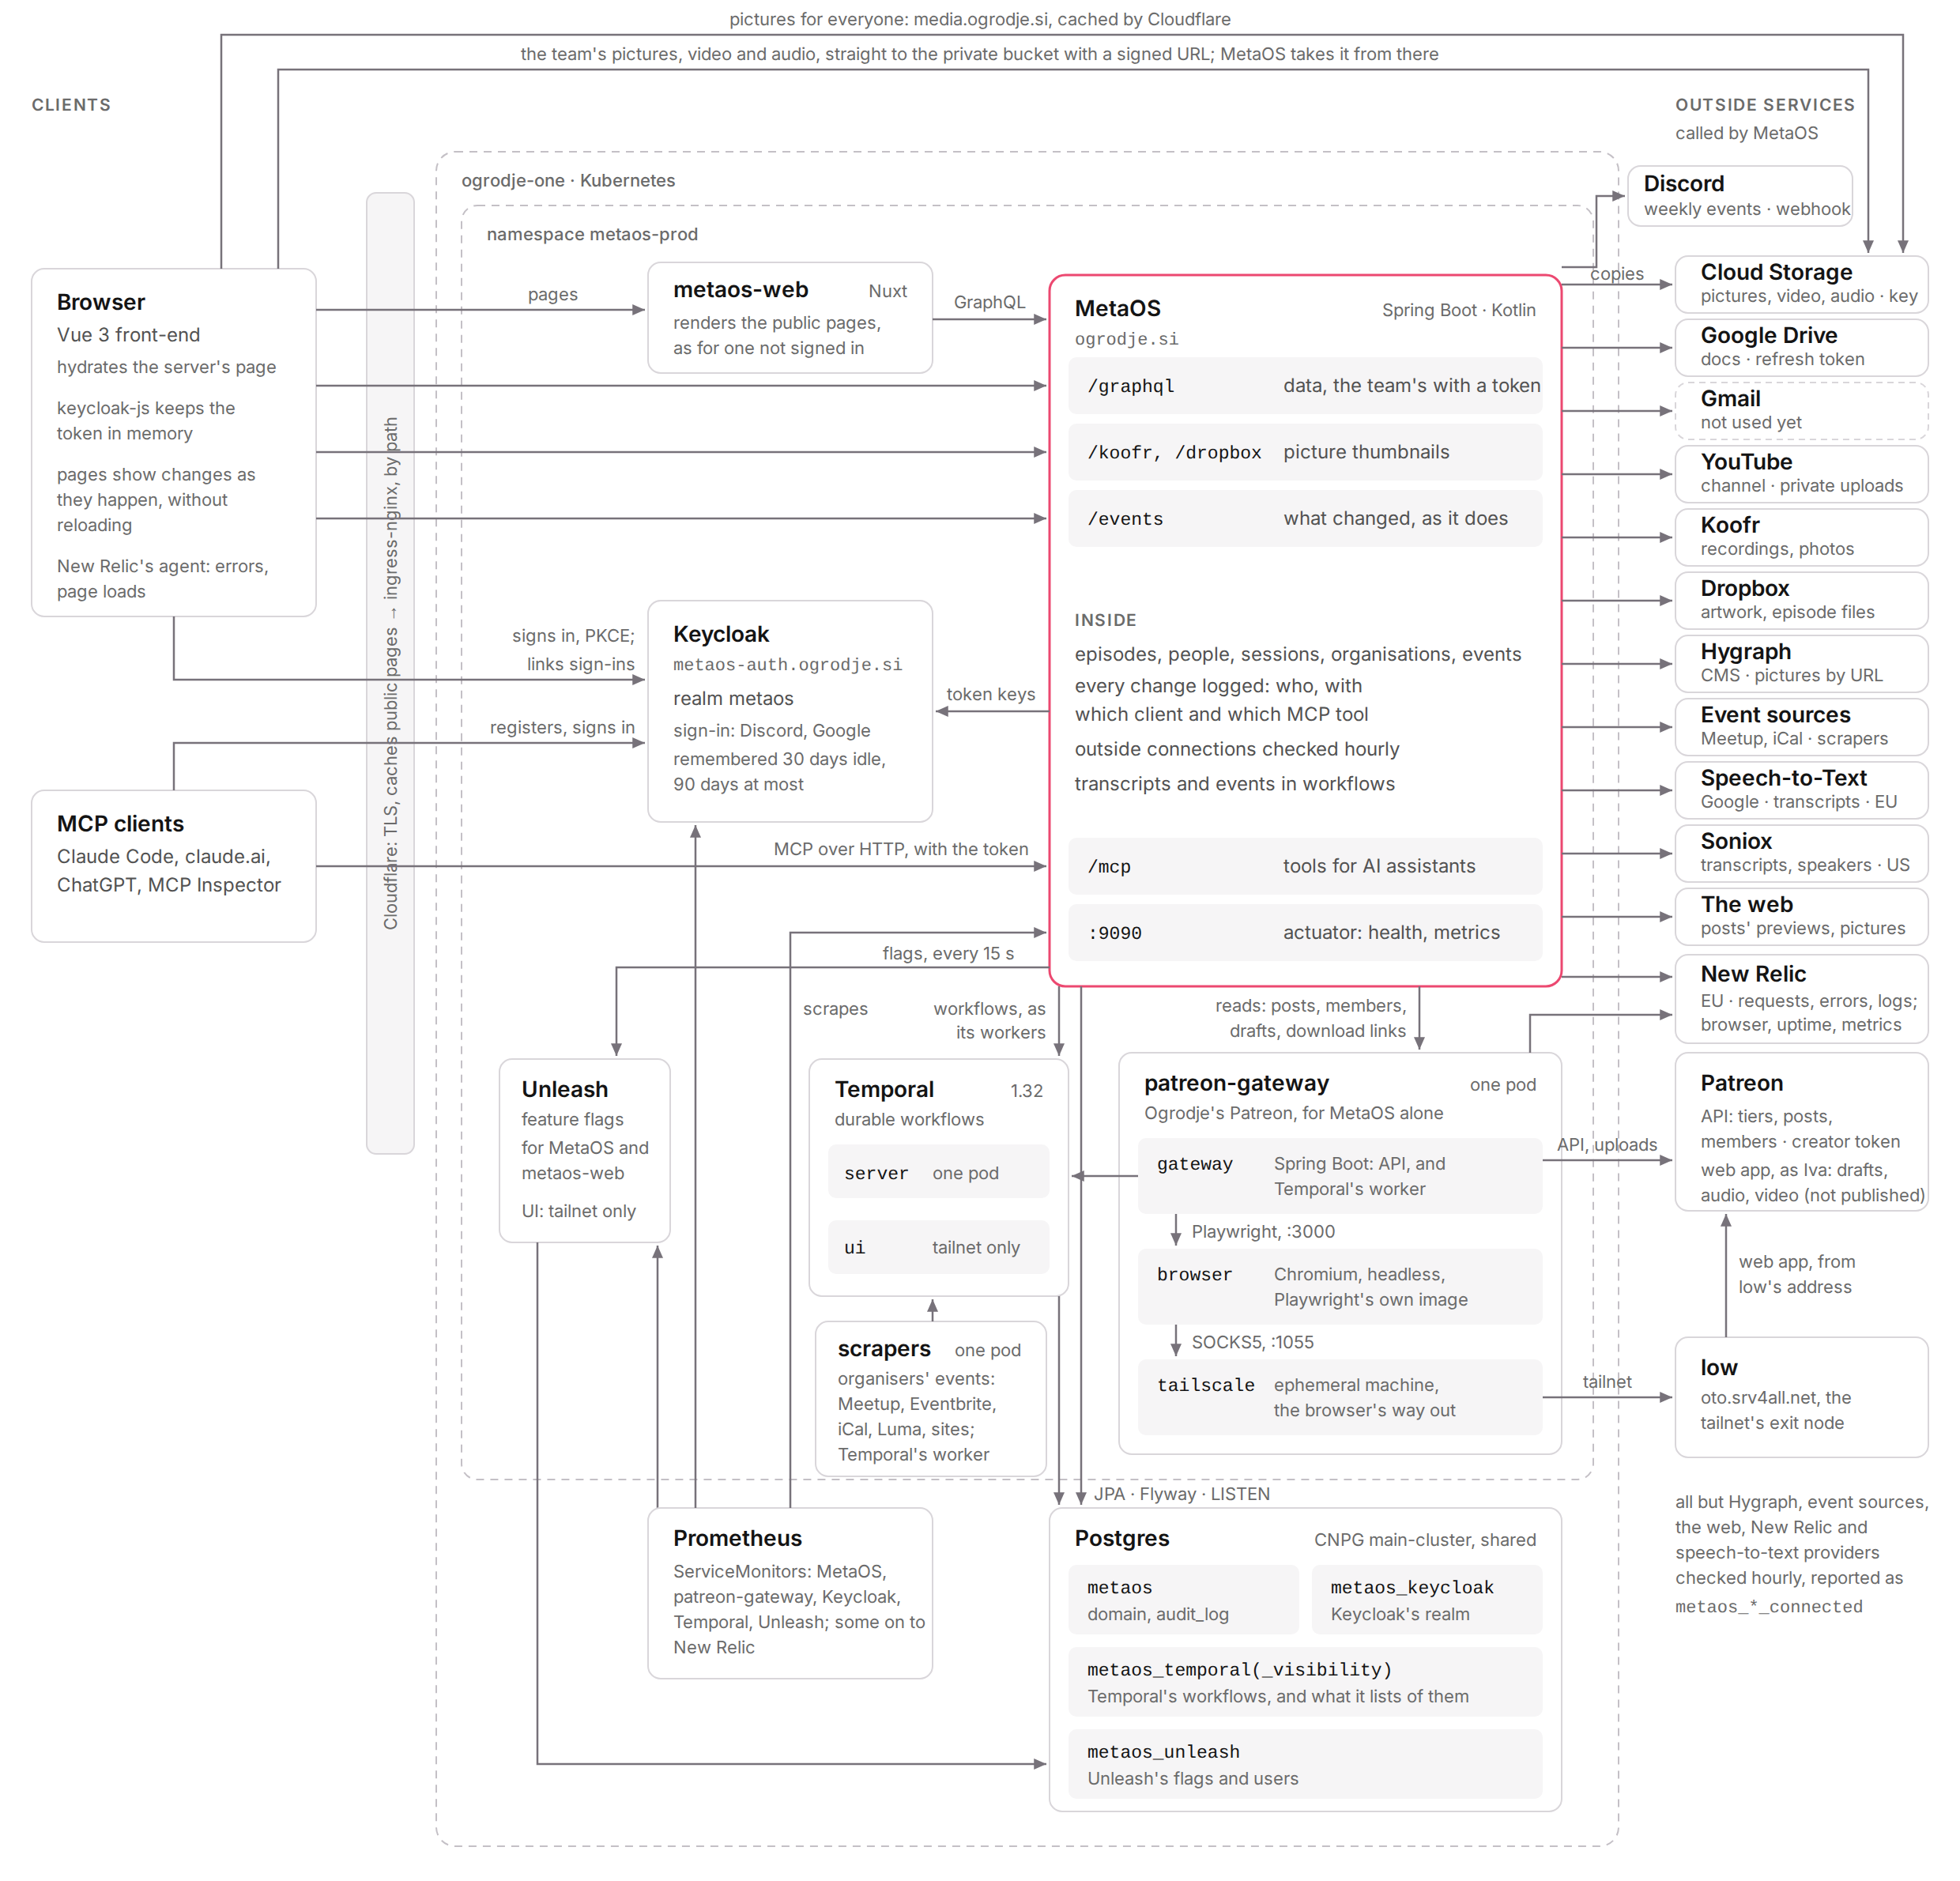 pictures for everyone: media.ogrodje.si, cached by Cloudflare
the team's pictures, video and audio, straight to the private bucket with a signed URL; MetaOS takes it from there
CLIENTS
OUTSIDE SERVICES
called by MetaOS
ogrodje-one · Kubernetes
namespace metaos-prod
Cloudflare: TLS, caches public pages → ingress-nginx, by path
Browser
Vue 3 front-end
hydrates the server's page
keycloak-js keeps the
token in memory
pages show changes as
they happen, without
reloading
New Relic's agent: errors,
page loads
MCP clients
Claude Code, claude.ai,
ChatGPT, MCP Inspector
pages
metaos-web Nuxt
renders the public pages,
as for one not signed in
GraphQL
signs in, PKCE;
links sign-ins
registers, signs in
Keycloak
metaos-auth.ogrodje.si
realm metaos
sign-in: Discord, Google
remembered 30 days idle,
90 days at most
token keys
MCP over HTTP, with the token
MetaOS Spring Boot · Kotlin
ogrodje.si
/graphql data, the team's with a token
/koofr, /dropbox picture thumbnails
/events what changed, as it does
INSIDE
episodes, people, sessions, organisations, events
every change logged: who, with
which client and which MCP tool
outside connections checked hourly
transcripts and events in workflows
/mcp tools for AI assistants
:9090 actuator: health, metrics
flags, every 15 s
scrapes
workflows, as
its workers
reads: posts, members,
drafts, download links
copies
Discord
weekly events · webhook
Cloud Storage
pictures, video, audio · key
Google Drive
docs · refresh token
Gmail
not used yet
YouTube
channel · private uploads
Koofr
recordings, photos
Dropbox
artwork, episode files
Hygraph
CMS · pictures by URL
Event sources
Meetup, iCal · scrapers
Speech-to-Text
Google · transcripts · EU
Soniox
transcripts, speakers · US
The web
posts' previews, pictures
New Relic
EU · requests, errors, logs;
browser, uptime, metrics
Patreon
API: tiers, posts,
members · creator token
web app, as Iva: drafts,
audio, video (not published)
API, uploads
web app, from
low's address
low
oto.srv4all.net, the
tailnet's exit node
tailnet
all but Hygraph, event sources,
the web, New Relic and
speech-to-text providers
checked hourly, reported as
metaos_*_connected
Unleash
feature flags
for MetaOS and
metaos-web
UI: tailnet only
Temporal 1.32
durable workflows
server one pod
ui tailnet only
scrapers one pod
organisers' events:
Meetup, Eventbrite,
iCal, Luma, sites;
Temporal's worker
patreon-gateway one pod
Ogrodje's Patreon, for MetaOS alone
gateway Spring Boot: API, and
Temporal's worker
Playwright, :3000
browser Chromium, headless,
Playwright's own image
SOCKS5, :1055
tailscale ephemeral machine,
the browser's way out
JPA · Flyway · LISTEN
Prometheus
ServiceMonitors: MetaOS,
patreon-gateway, Keycloak,
Temporal, Unleash; some on to
New Relic
Postgres CNPG main-cluster, shared
metaos
domain, audit_log
metaos_keycloak
Keycloak's realm
metaos_temporal(_visibility)
Temporal's workflows, and what it lists of them
metaos_unleash
Unleash's flags and users